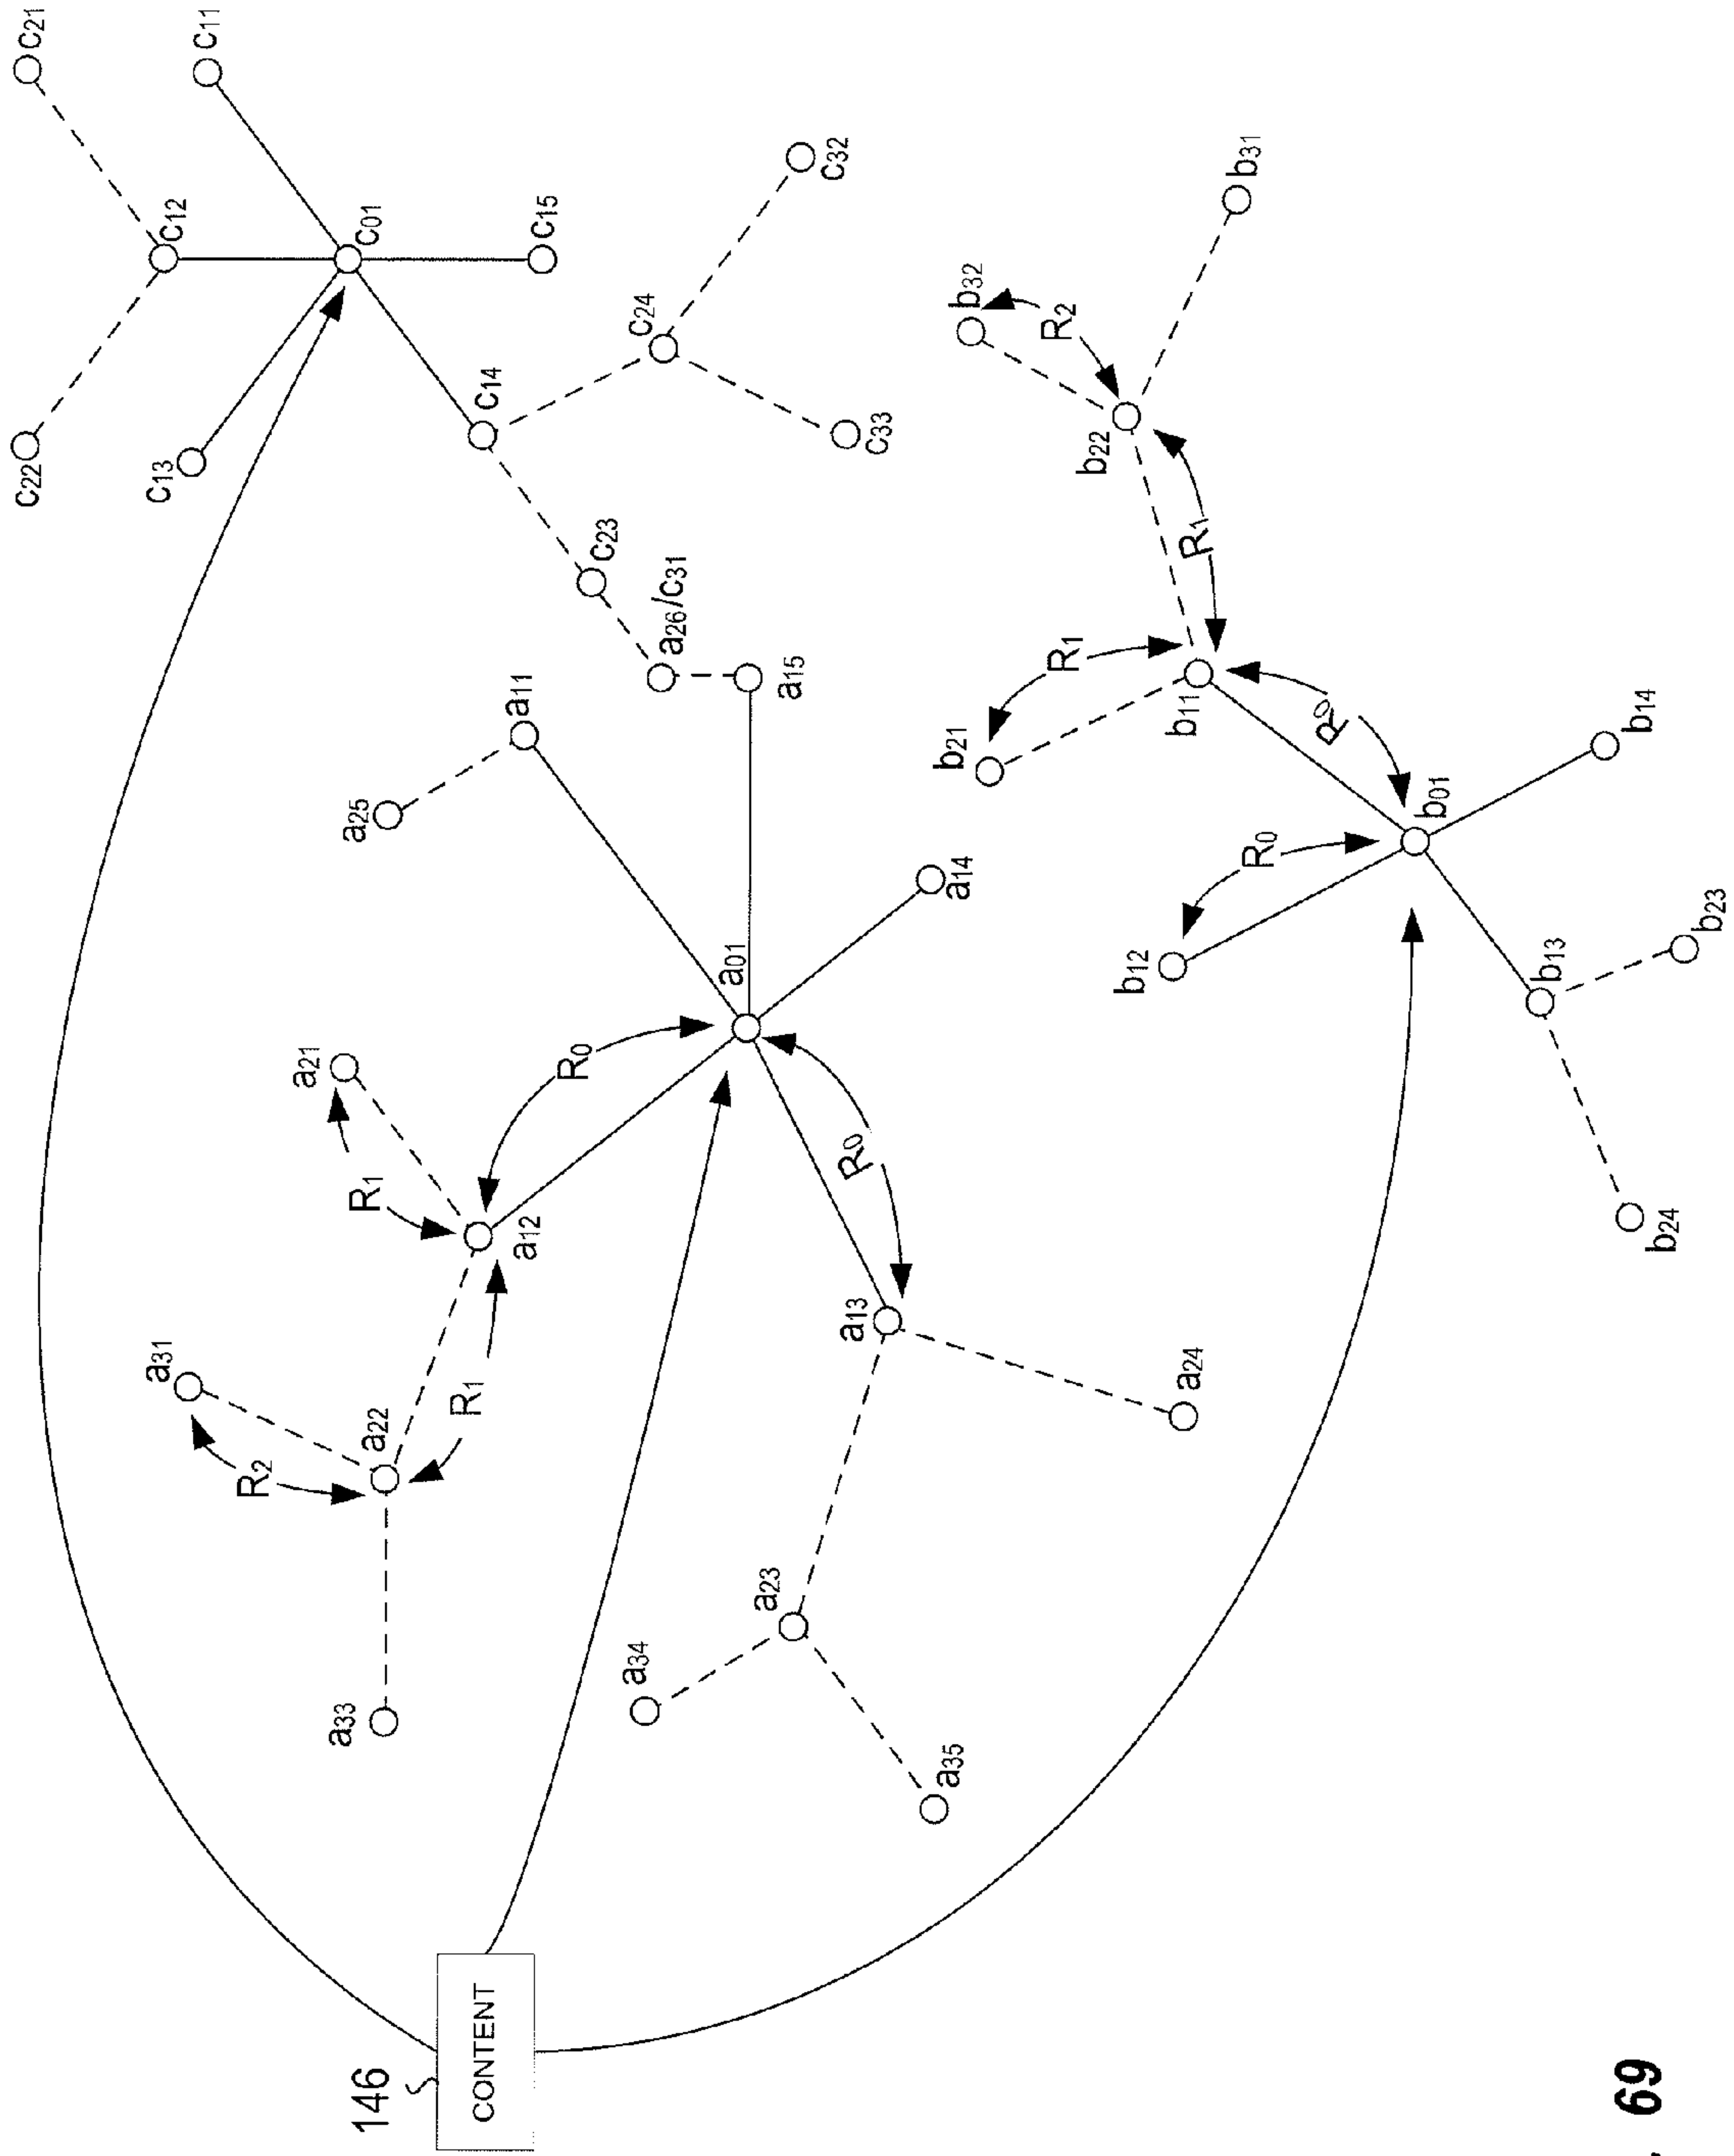 146
CONTENT
c21
c11
c12
c01
c15
c22
c13
c14
c24
c32
c33
c23
a26/c31
a15
a11
a25
a01
a14
a21
R0
R1
a12
R0
a31
a22
R1
R2
a13
a24
a33
a23
a34
a35
b31
b32
R2
b22
R1
R1
b21
b11
R0
b14
b01
R0
b12
b13
b23
b24
69